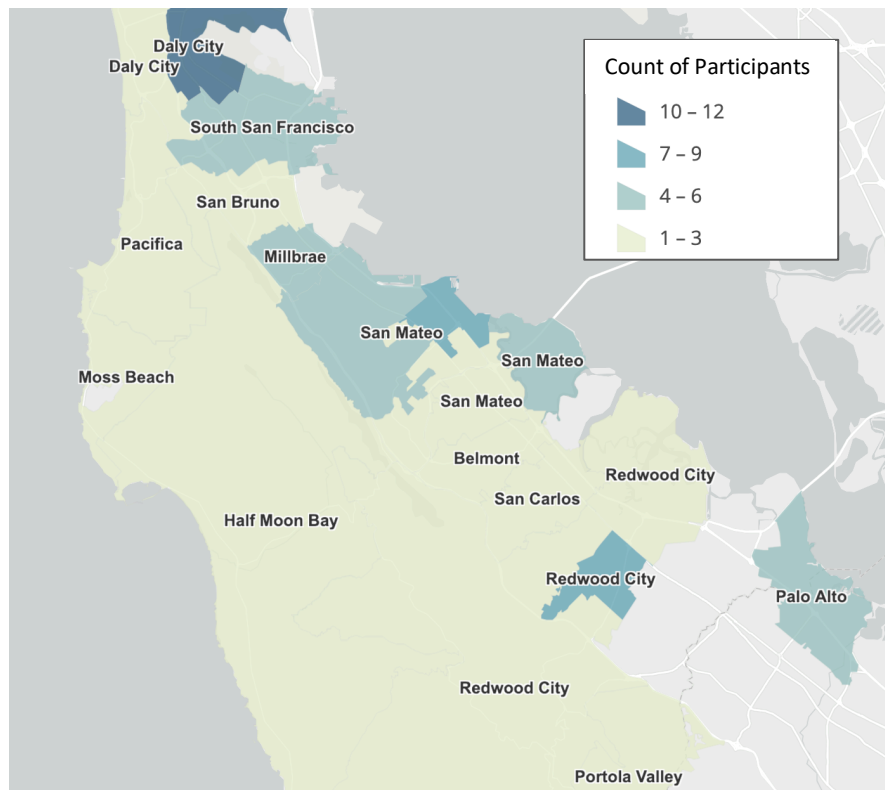 Daly City
Daly City
Count of Participants
10 – 12
7 – 9
4 – 6
1 – 3
South San Francisco
San Bruno
Pacifica
Millbrae
San Mateo
San Mateo
Moss Beach
San Mateo
Belmont
Redwood City
San Carlos
Half Moon Bay
Redwood City
Palo Alto
Redwood City
Portola Valley